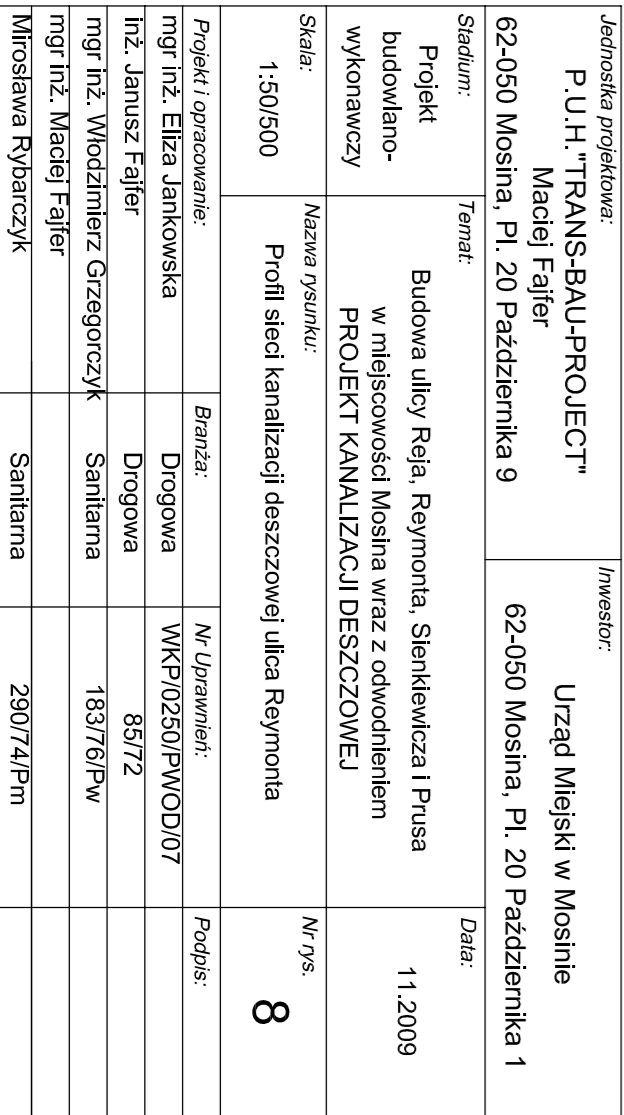 Jednostka projektowa:
P.U.H."TRANS-BAU-PROJECT"
Maciej Fajfer
62-050 Mosina, Pl. 20 Października 9
Inwestor:
Urząd Miejski w Mosinie
62-050 Mosina, Pl. 20 Października 1
Stadium:
Projekt
budowlano-
wykonawczy
Temat:
Budowa ulicy Reja, Reymonta, Sienkiewicza i Prusa
w miejscowości Mosina wraz z odwodnieniem
PROJEKT KANALIZACJI DESZCZOWEJ
Data:
11.2009
Skala:
1:50/500
Nazwa rysunku:
Profil sieci kanalizacji deszczowej ulica Reymonta
Nr rys.
8
Projekt i opracowanie: Branża: Nr Uprawnień: Podpis:
mgr inż. Eliza Jankowska Drogowa WKP/0250/PWOD/07
inż. Janusz Fajfer Drogowa 85/72
mgr inż. Włodzimierz Grzegorczyk Sanitarna 183/76/Pw
mgr inż. Maciej Fajfer
Mirosława Rybarczyk Sanitarna 290/74/Pm